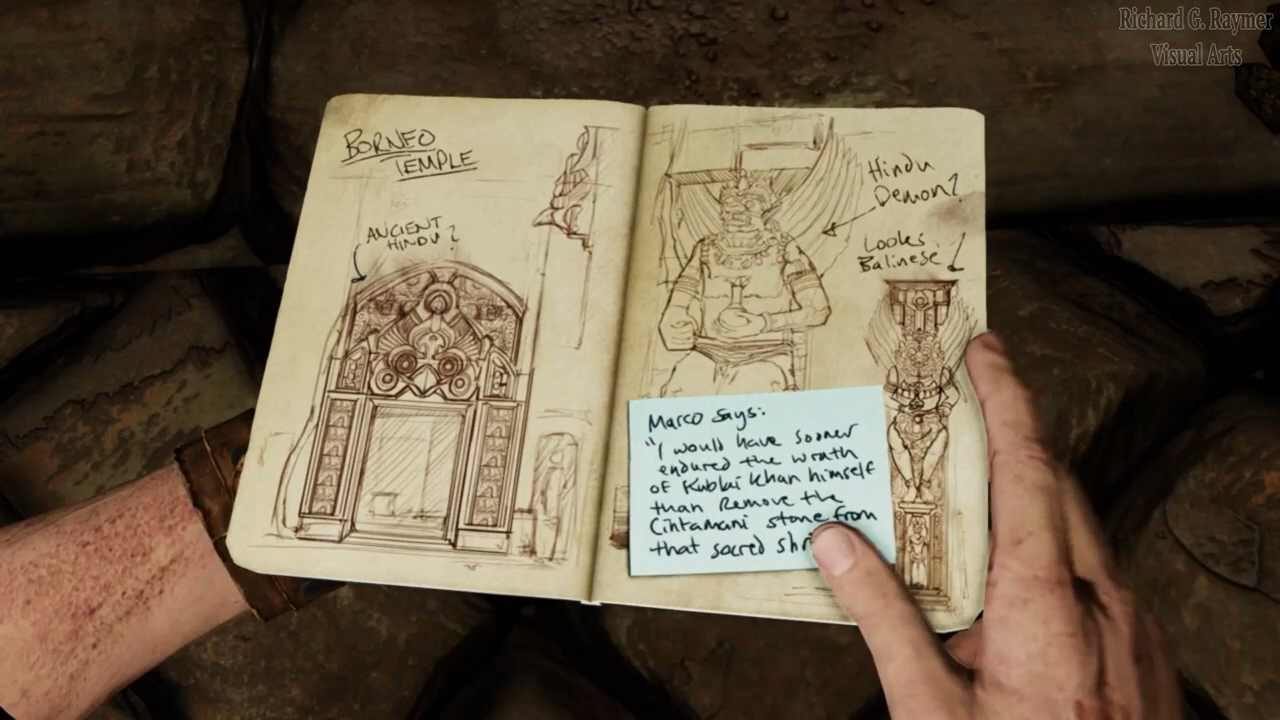 Richard G. Raymer
Visual Arts
BORNEO
TEMPLE
ANCIENT
HINDU?
Hindu
Demon?
Looks
Balinese!
Marco says:
"I would have sooner
endured the wrath
of Kublai Khan himself
than Remove the
Cintamani stone from
that sacred